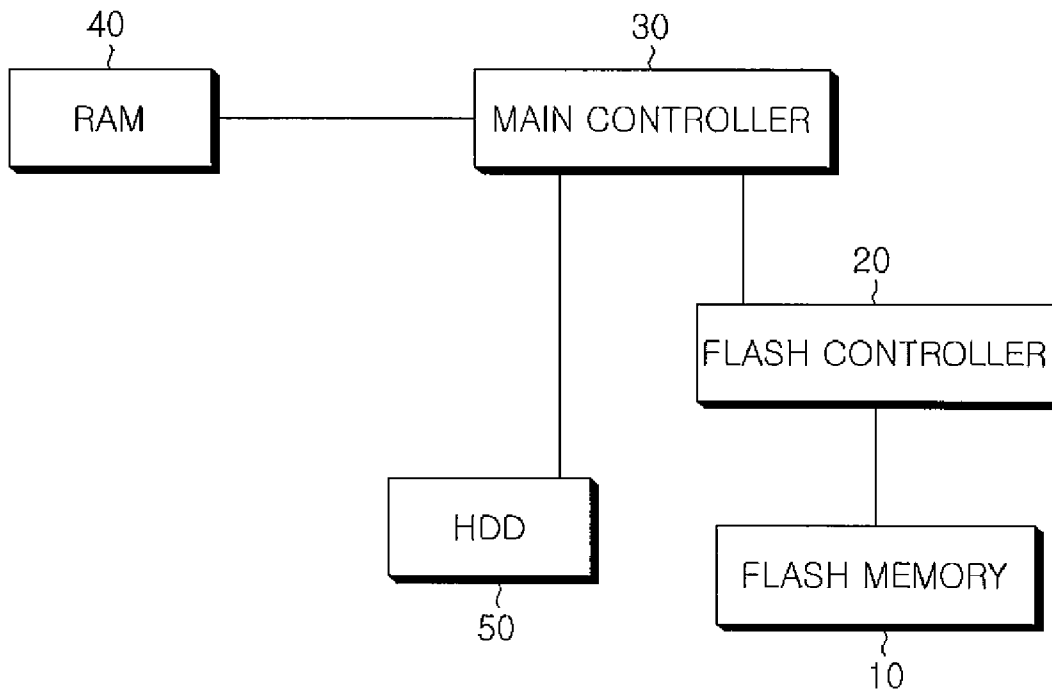 40
30
RAM
MAIN CONTROLLER
20
FLASH CONTROLLER
HDD
FLASH MEMORY
50
10